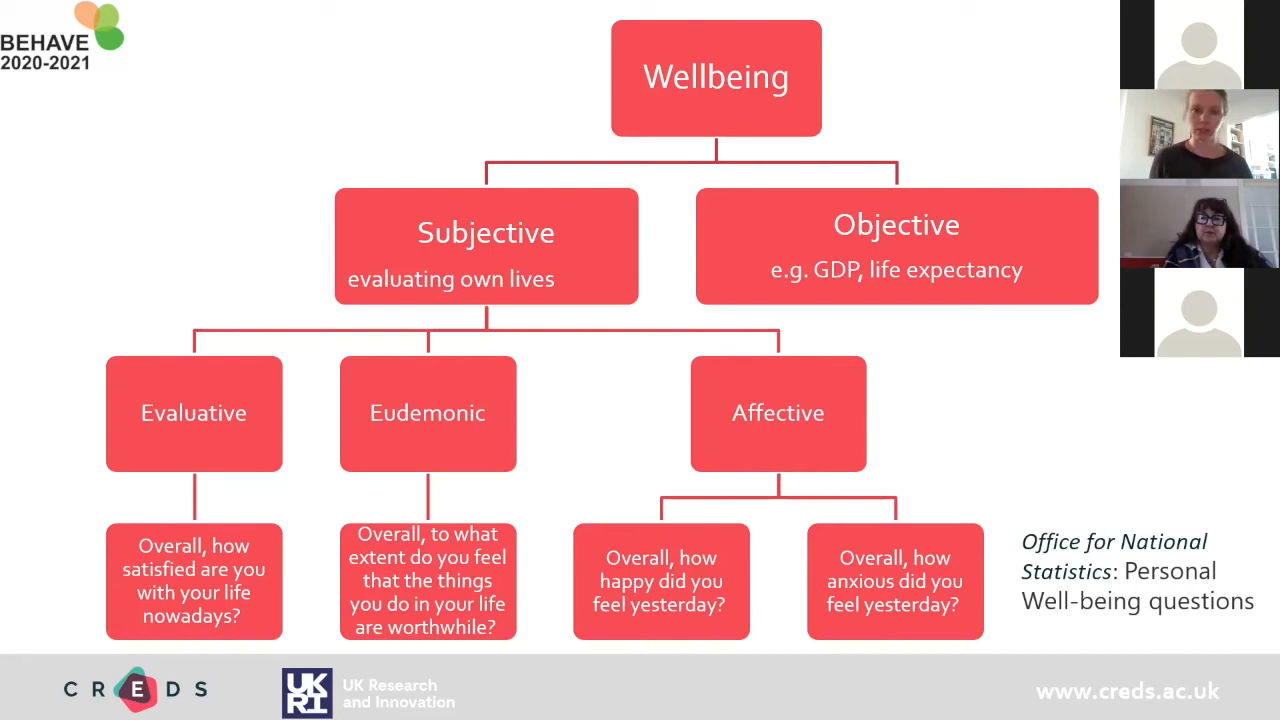 BEHAVE
2020-2021
Wellbeing
Subjective
evaluating own lives
Objective
e.g. GDP, life expectancy
Evaluative
Eudemonic
Affective
Overall, how
satisfied are you
with your life
nowadays?
Overall, to what
extent do you feel
that the things
you do in your life
are worthwhile?
Overall, how
happy did you
feel yesterday?
Overall, how
anxious did you
feel yesterday?
Office for National
Statistics: Personal
Well-being questions
CREDS
UK
RI
UK Research
and Innovation
www.creds.ac.uk